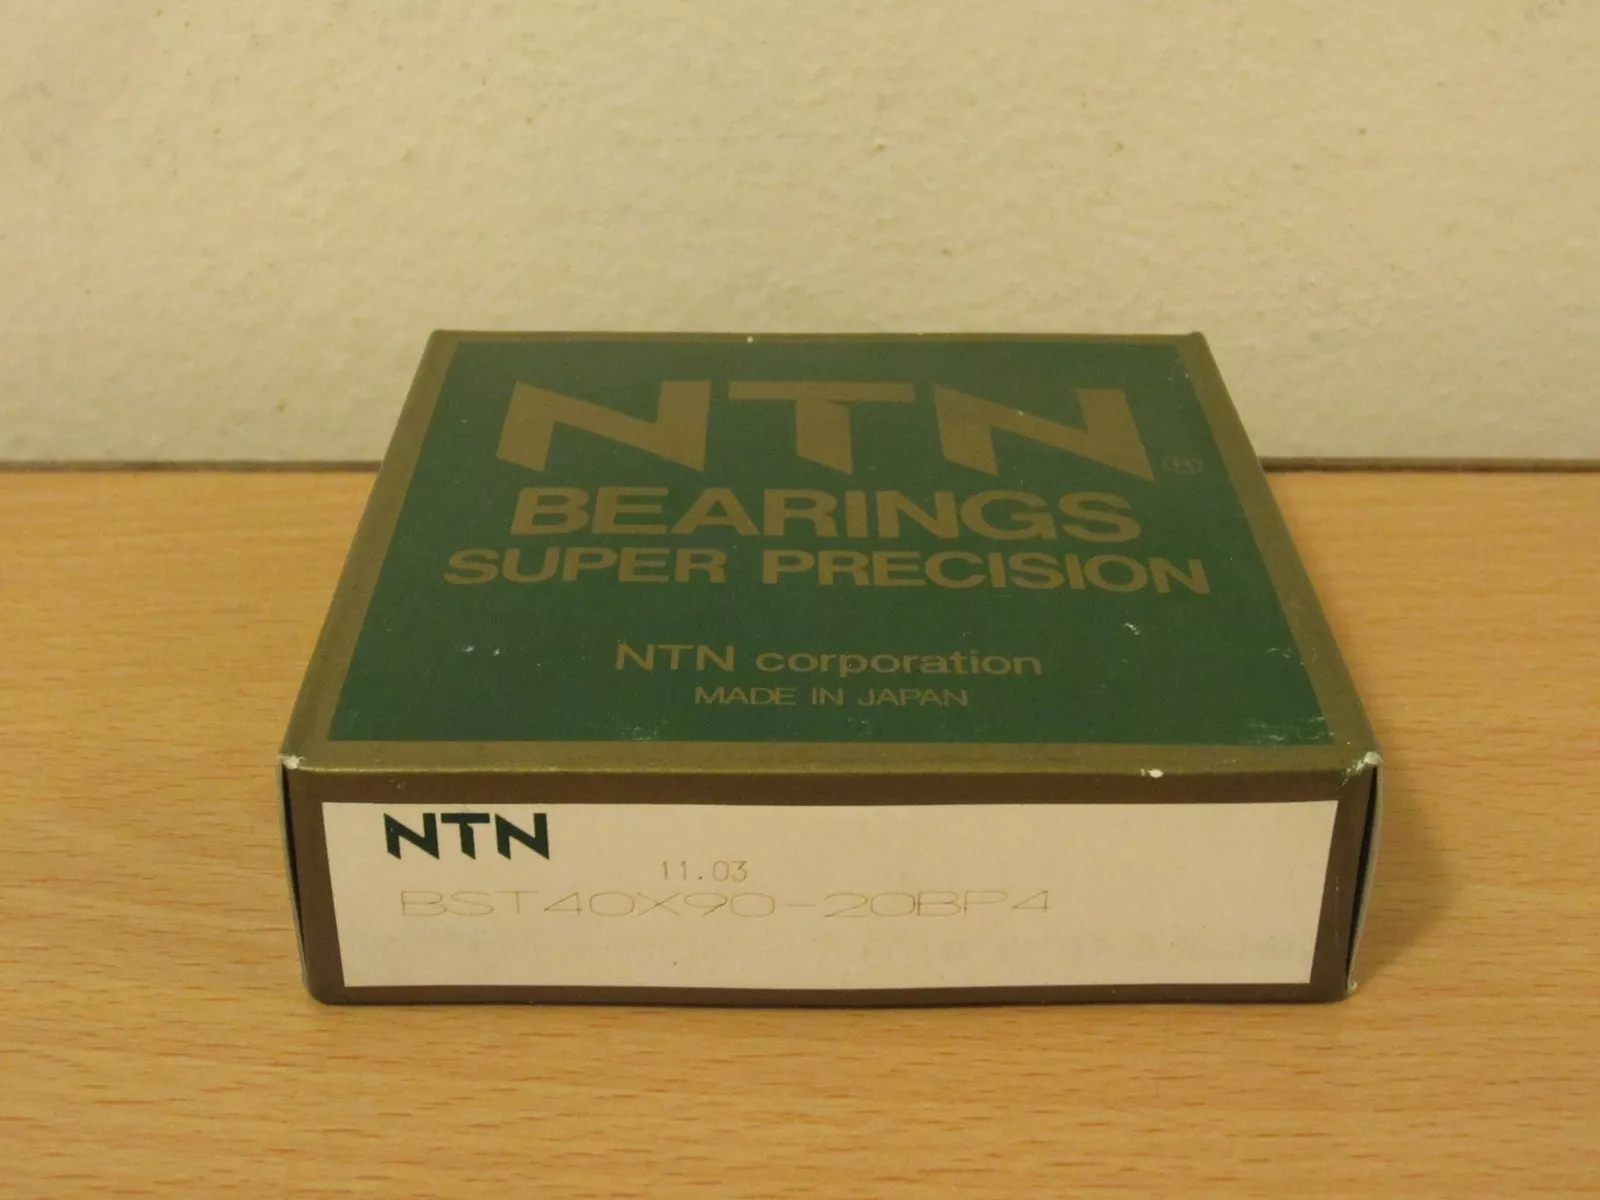 NTN®
BEARINGS
SUPER PRECISION
NTN corporation
MADE IN JAPAN
NTN
11.03
BST40X90-20BP4